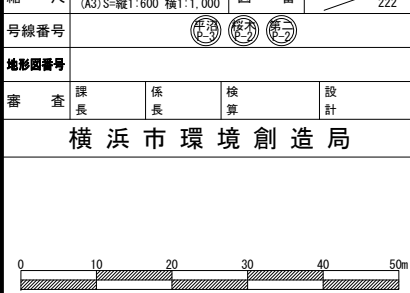 (A3)S=縦1:600 横1:1,000
222
号線番号 平沼 P-3 桜木 P-2 第二 P-2
地形図番号
審 査 課長 係長 検算 設計
横浜市環境創造局
0 10 20 30 40 50m